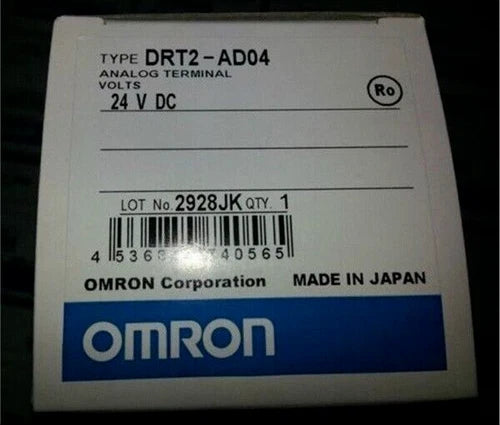 TYPE DRT2-AD04
ANALOG TERMINAL
VOLTS
24 V DC
Ro
LOT No. 2928JK QTY. 1
OMRON Corporation MADE IN JAPAN
OMRON